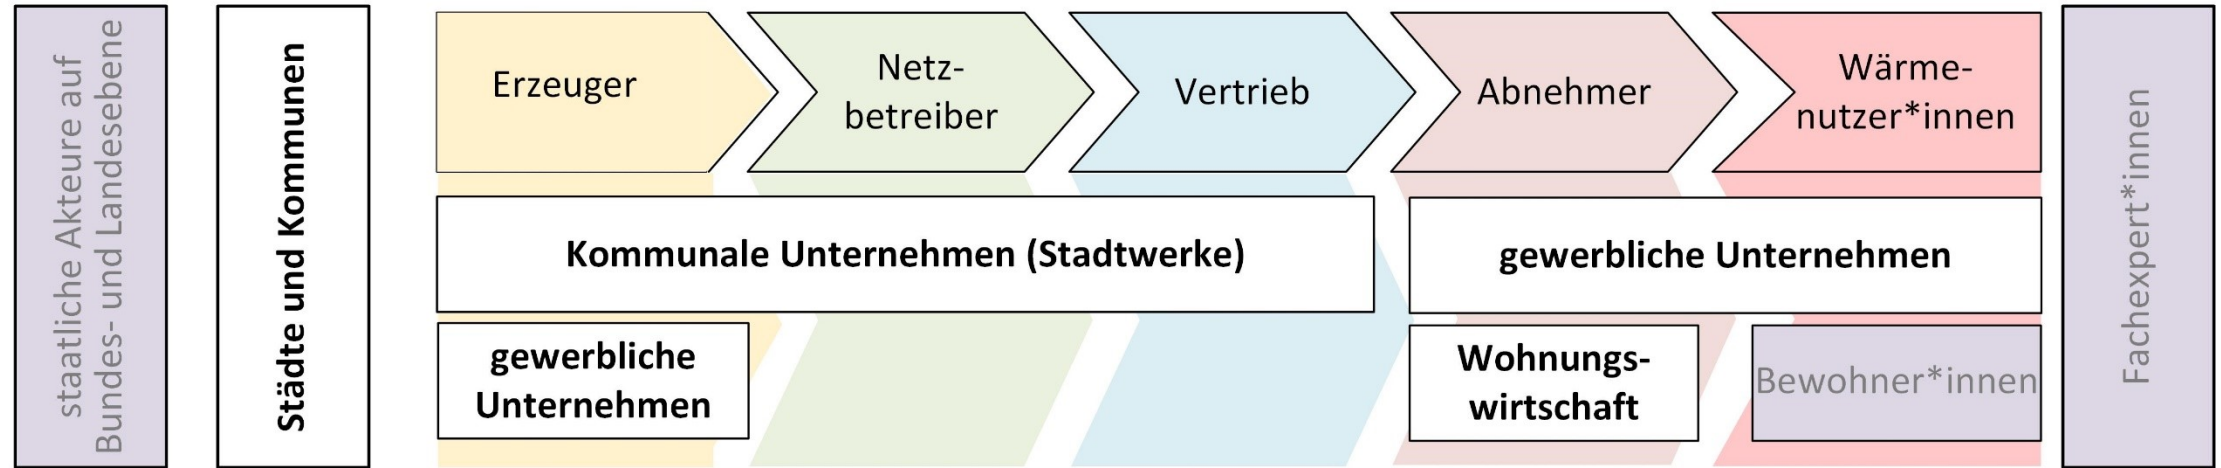 staatliche Akteure auf
Bundes- und Landesebene
Städte und Kommunen
Erzeuger
Netz-
betreiber
Vertrieb
Abnehmer
Wärme-
nutzer*innen
Kommunale Unternehmen (Stadtwerke)
gewerbliche Unternehmen
gewerbliche
Unternehmen
Wohnungs-
wirtschaft
Bewohner*innen
Fachexpert*innen